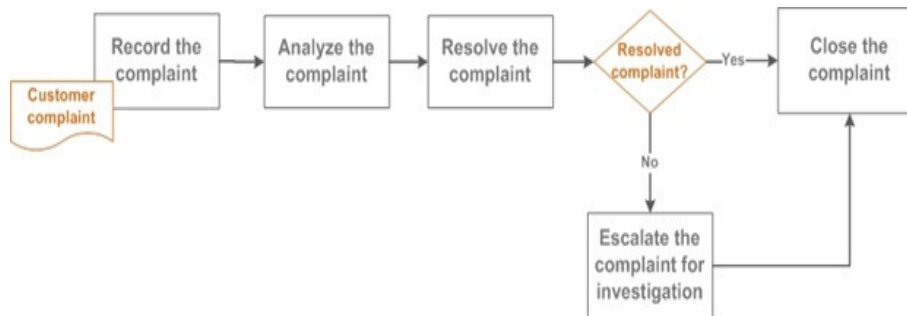 Record the
complaint
Customer
complaint
Analyze the
complaint
Resolve the
complaint
Resolved
complaint?
Yes
Close the
complaint
No
Escalate the
complaint for
investigation